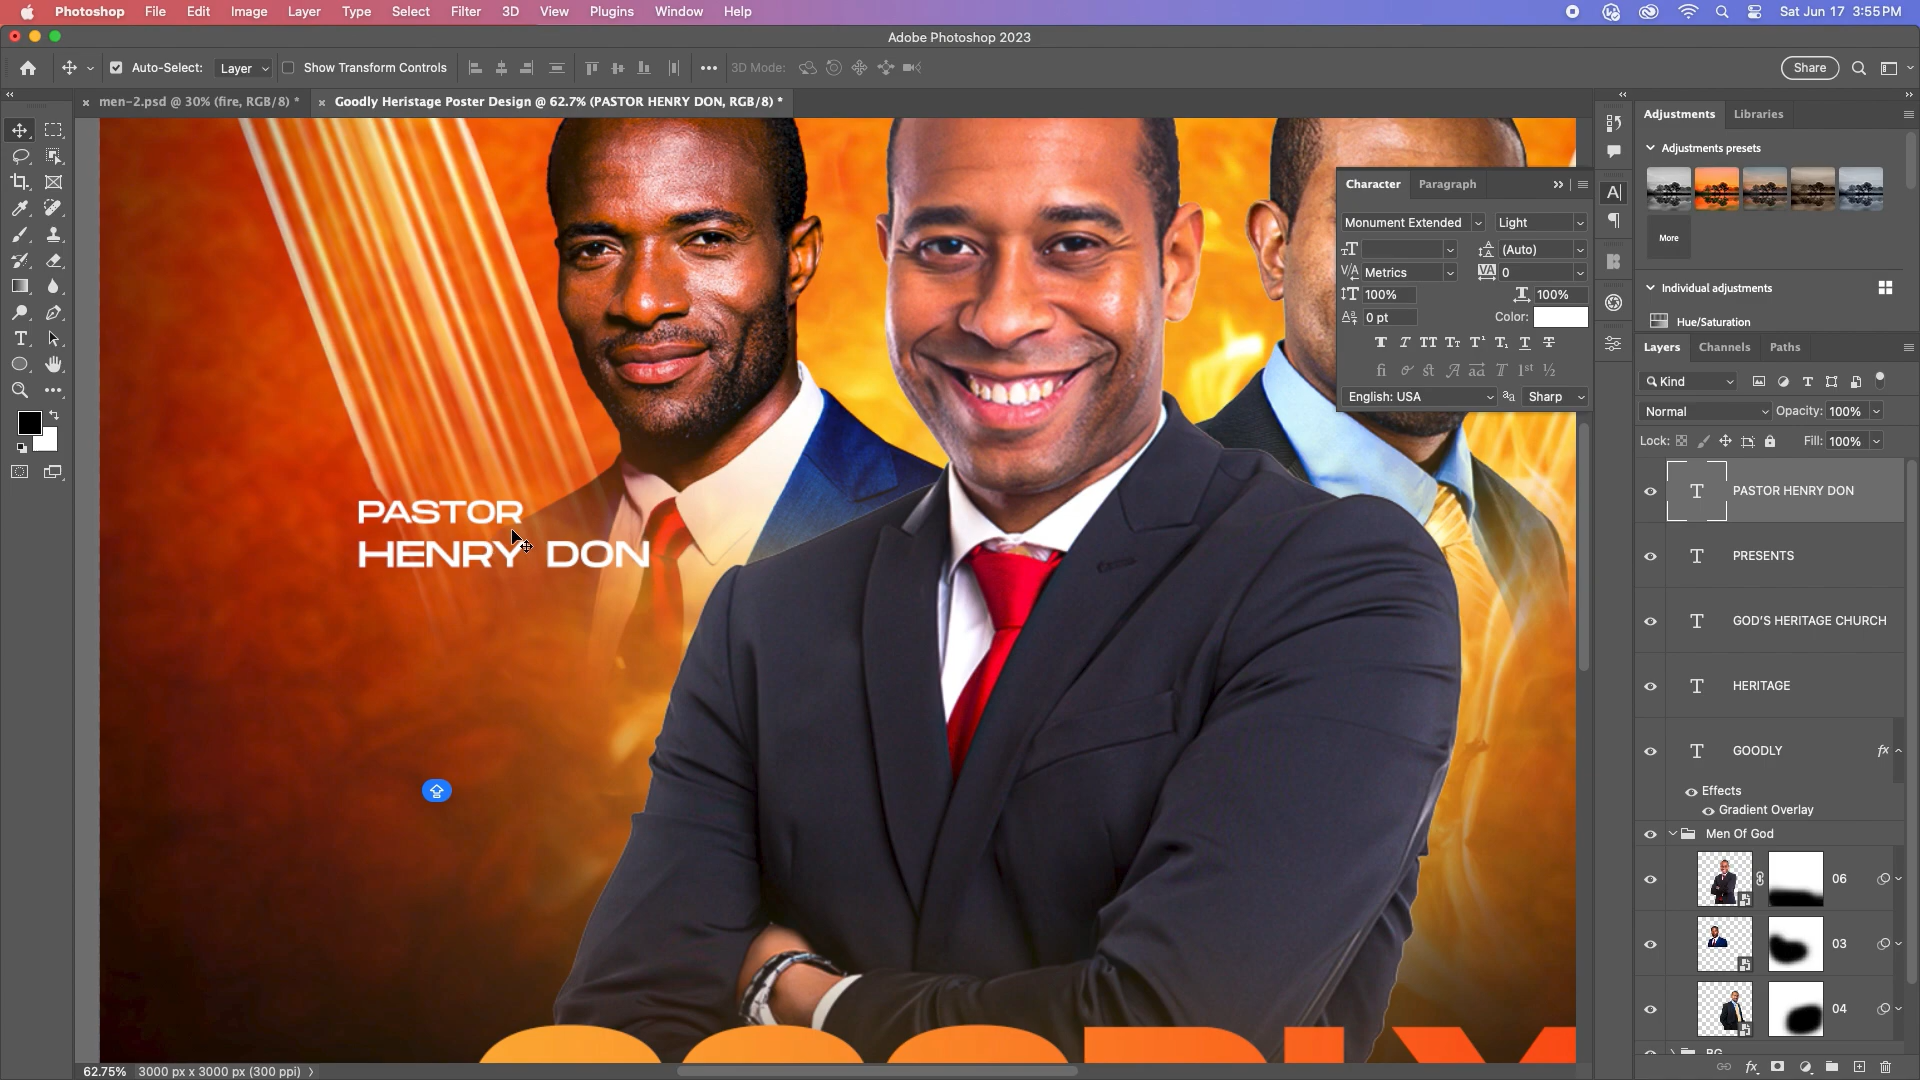 Photoshop File Edit Image Layer Type Select Filter 3D View Plugins Window Help Sat Jun 17 3:55 PM
Adobe Photoshop 2023
Auto-Select: Layer Show Transform Controls 3D Mode: Share
men-2.psd @ 30% (fire, RGB/8) * Goodly Heristage Poster Design @ 62.7% (PASTOR HENRY DON, RGB/8) *
Adjustments Libraries
Adjustments presets
More
Individual adjustments
Hue/Saturation
Character Paragraph
Monument Extended Light
(Auto)
Metrics 0
100% 100%
0 pt Color:
English: USA Sharp
Layers Channels Paths
Kind
Normal Opacity: 100%
Lock: Fill: 100%
PASTOR HENRY DON
PRESENTS
GOD'S HERITAGE CHURCH
HERITAGE
GOODLY fx
Effects
Gradient Overlay
Men Of God
06
03
04
BG
PASTOR
HENRY DON
62.75% 3000 px x 3000 px (300 ppi)